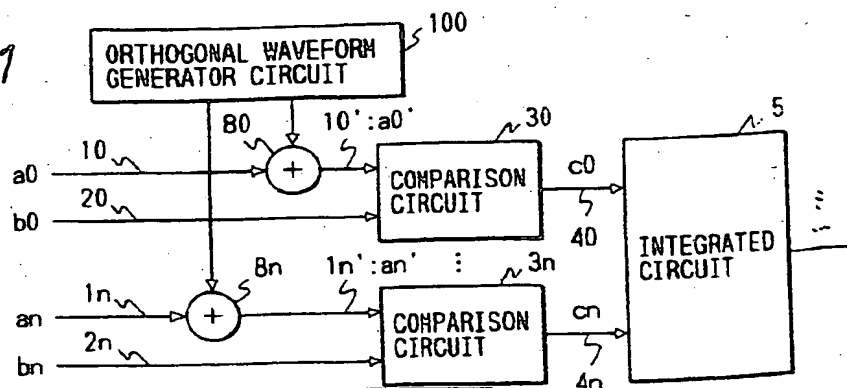 100
ORTHOGONAL WAVEFORM
GENERATOR CIRCUIT
80
10':a0'
30
5
a0
10
+
COMPARISON
CIRCUIT
c0
b0
20
40
INTEGRATED
CIRCUIT
an
1n
+
8n
1n':an'
3n
COMPARISON
CIRCUIT
cn
bn
2n
4n